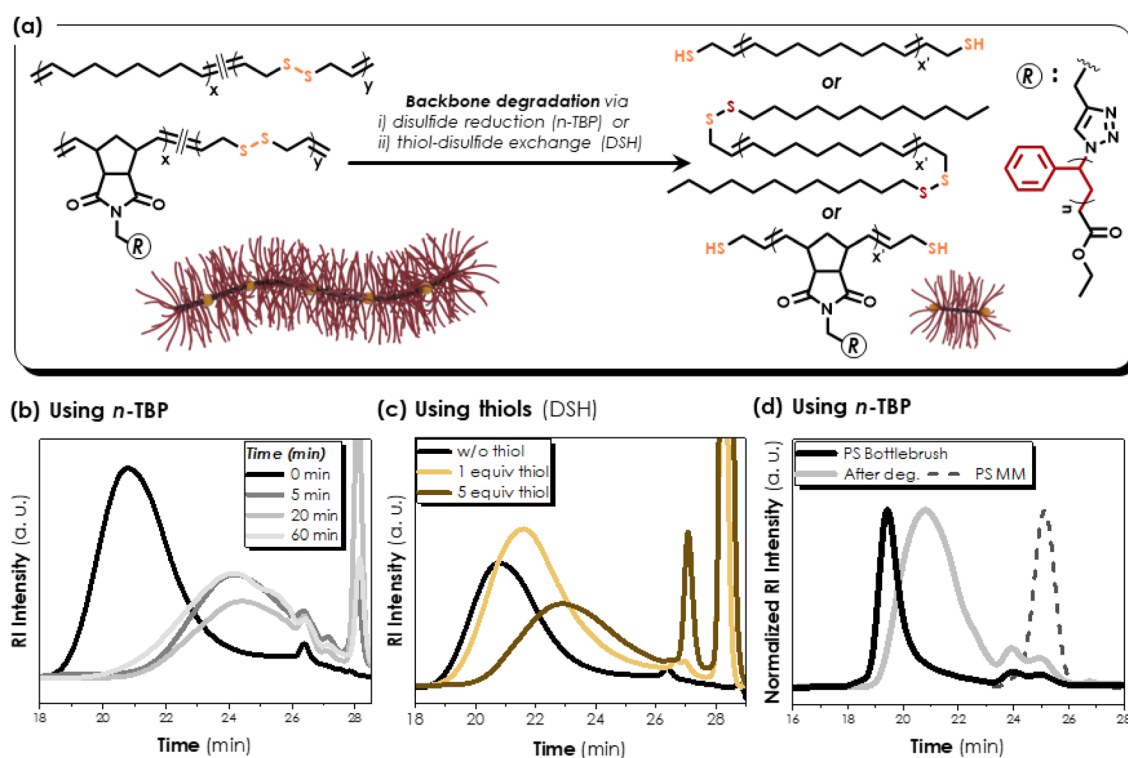 (a)
S
S
x
y
S
S
x
y
O
N
O
R
Backbone degradation via
i) disulfide reduction (n-TBP) or
ii) thiol-disulfide exchange (DSH)
HS
x'
SH
or
S
S
x'
S
S
or
HS
x'
SH
O
N
O
R
R :
N
N
N
n
O
O
(b) Using n-TBP
RI Intensity (a. u.)
Time (min)
0 min
5 min
20 min
60 min
18 20 22 24 26 28
Time (min)
(c) Using thiols (DSH)
RI Intensity (a. u.)
w/o thiol
1 equiv thiol
5 equiv thiol
18 20 22 24 26 28
Time (min)
(d) Using n-TBP
Normalized RI Intensity (a. u.)
PS Bottlebrush
After deg. PS MM
16 18 20 22 24 26 28
Time (min)